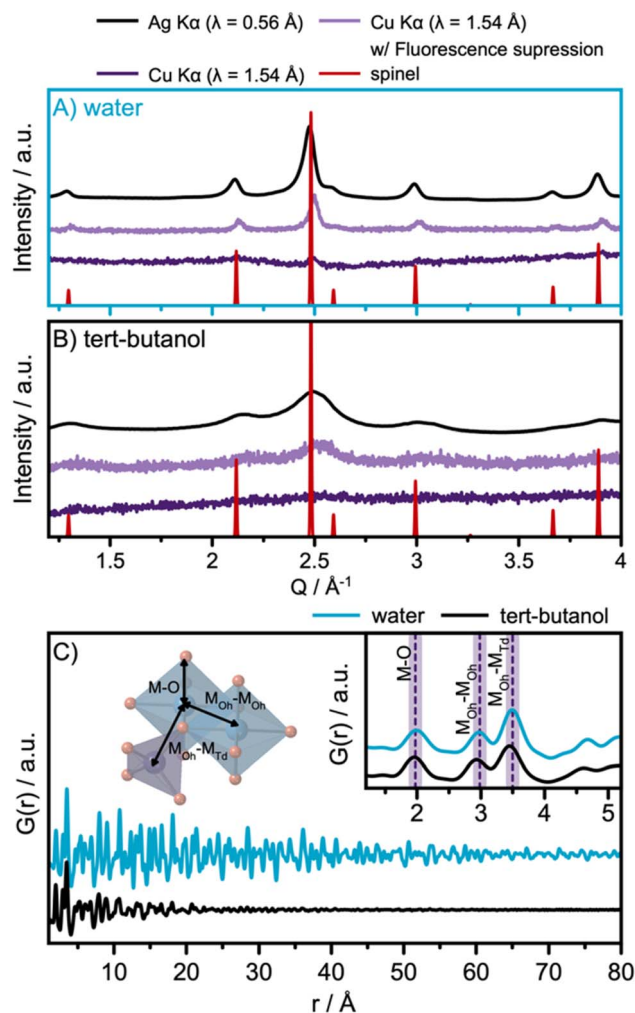 Ag Kα (λ = 0.56 Å)
Cu Kα (λ = 1.54 Å)
w/ Fluorescence supression
Cu Kα (λ = 1.54 Å)
spinel
A) water
Intensity / a.u.
B) tert-butanol
Intensity / a.u.
1.5 2 2.5 3 3.5 4
Q / Å-1
water tert-butanol
C)
M-O
MOh-MOh
MOh-MTd
G(r) / a.u.
M-O
MOh-MOh
MOh-MTd
2 3 4 5
G(r) / a.u.
10 20 30 40 50 60 70 80
r / Å